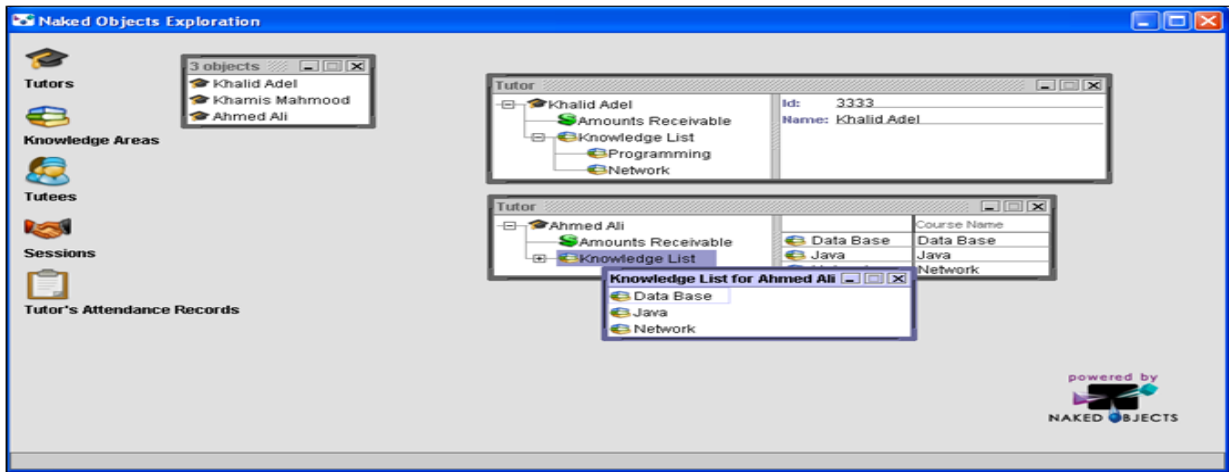 Naked Objects Exploration
Tutors
Knowledge Areas
Tutees
Sessions
Tutor's Attendance Records
3 objects
Khalid Adel
Khamis Mahmood
Ahmed Ali
Tutor
Khalid Adel
Amounts Receivable
Knowledge List
Programming
Network
Id: 3333
Name: Khalid Adel
Tutor
Ahmed Ali
Amounts Receivable
Knowledge List
Course Name
Data Base Data Base
Java Java
Network
Knowledge List for Ahmed Ali
Data Base
Java
Network
powered by
NAKED OBJECTS